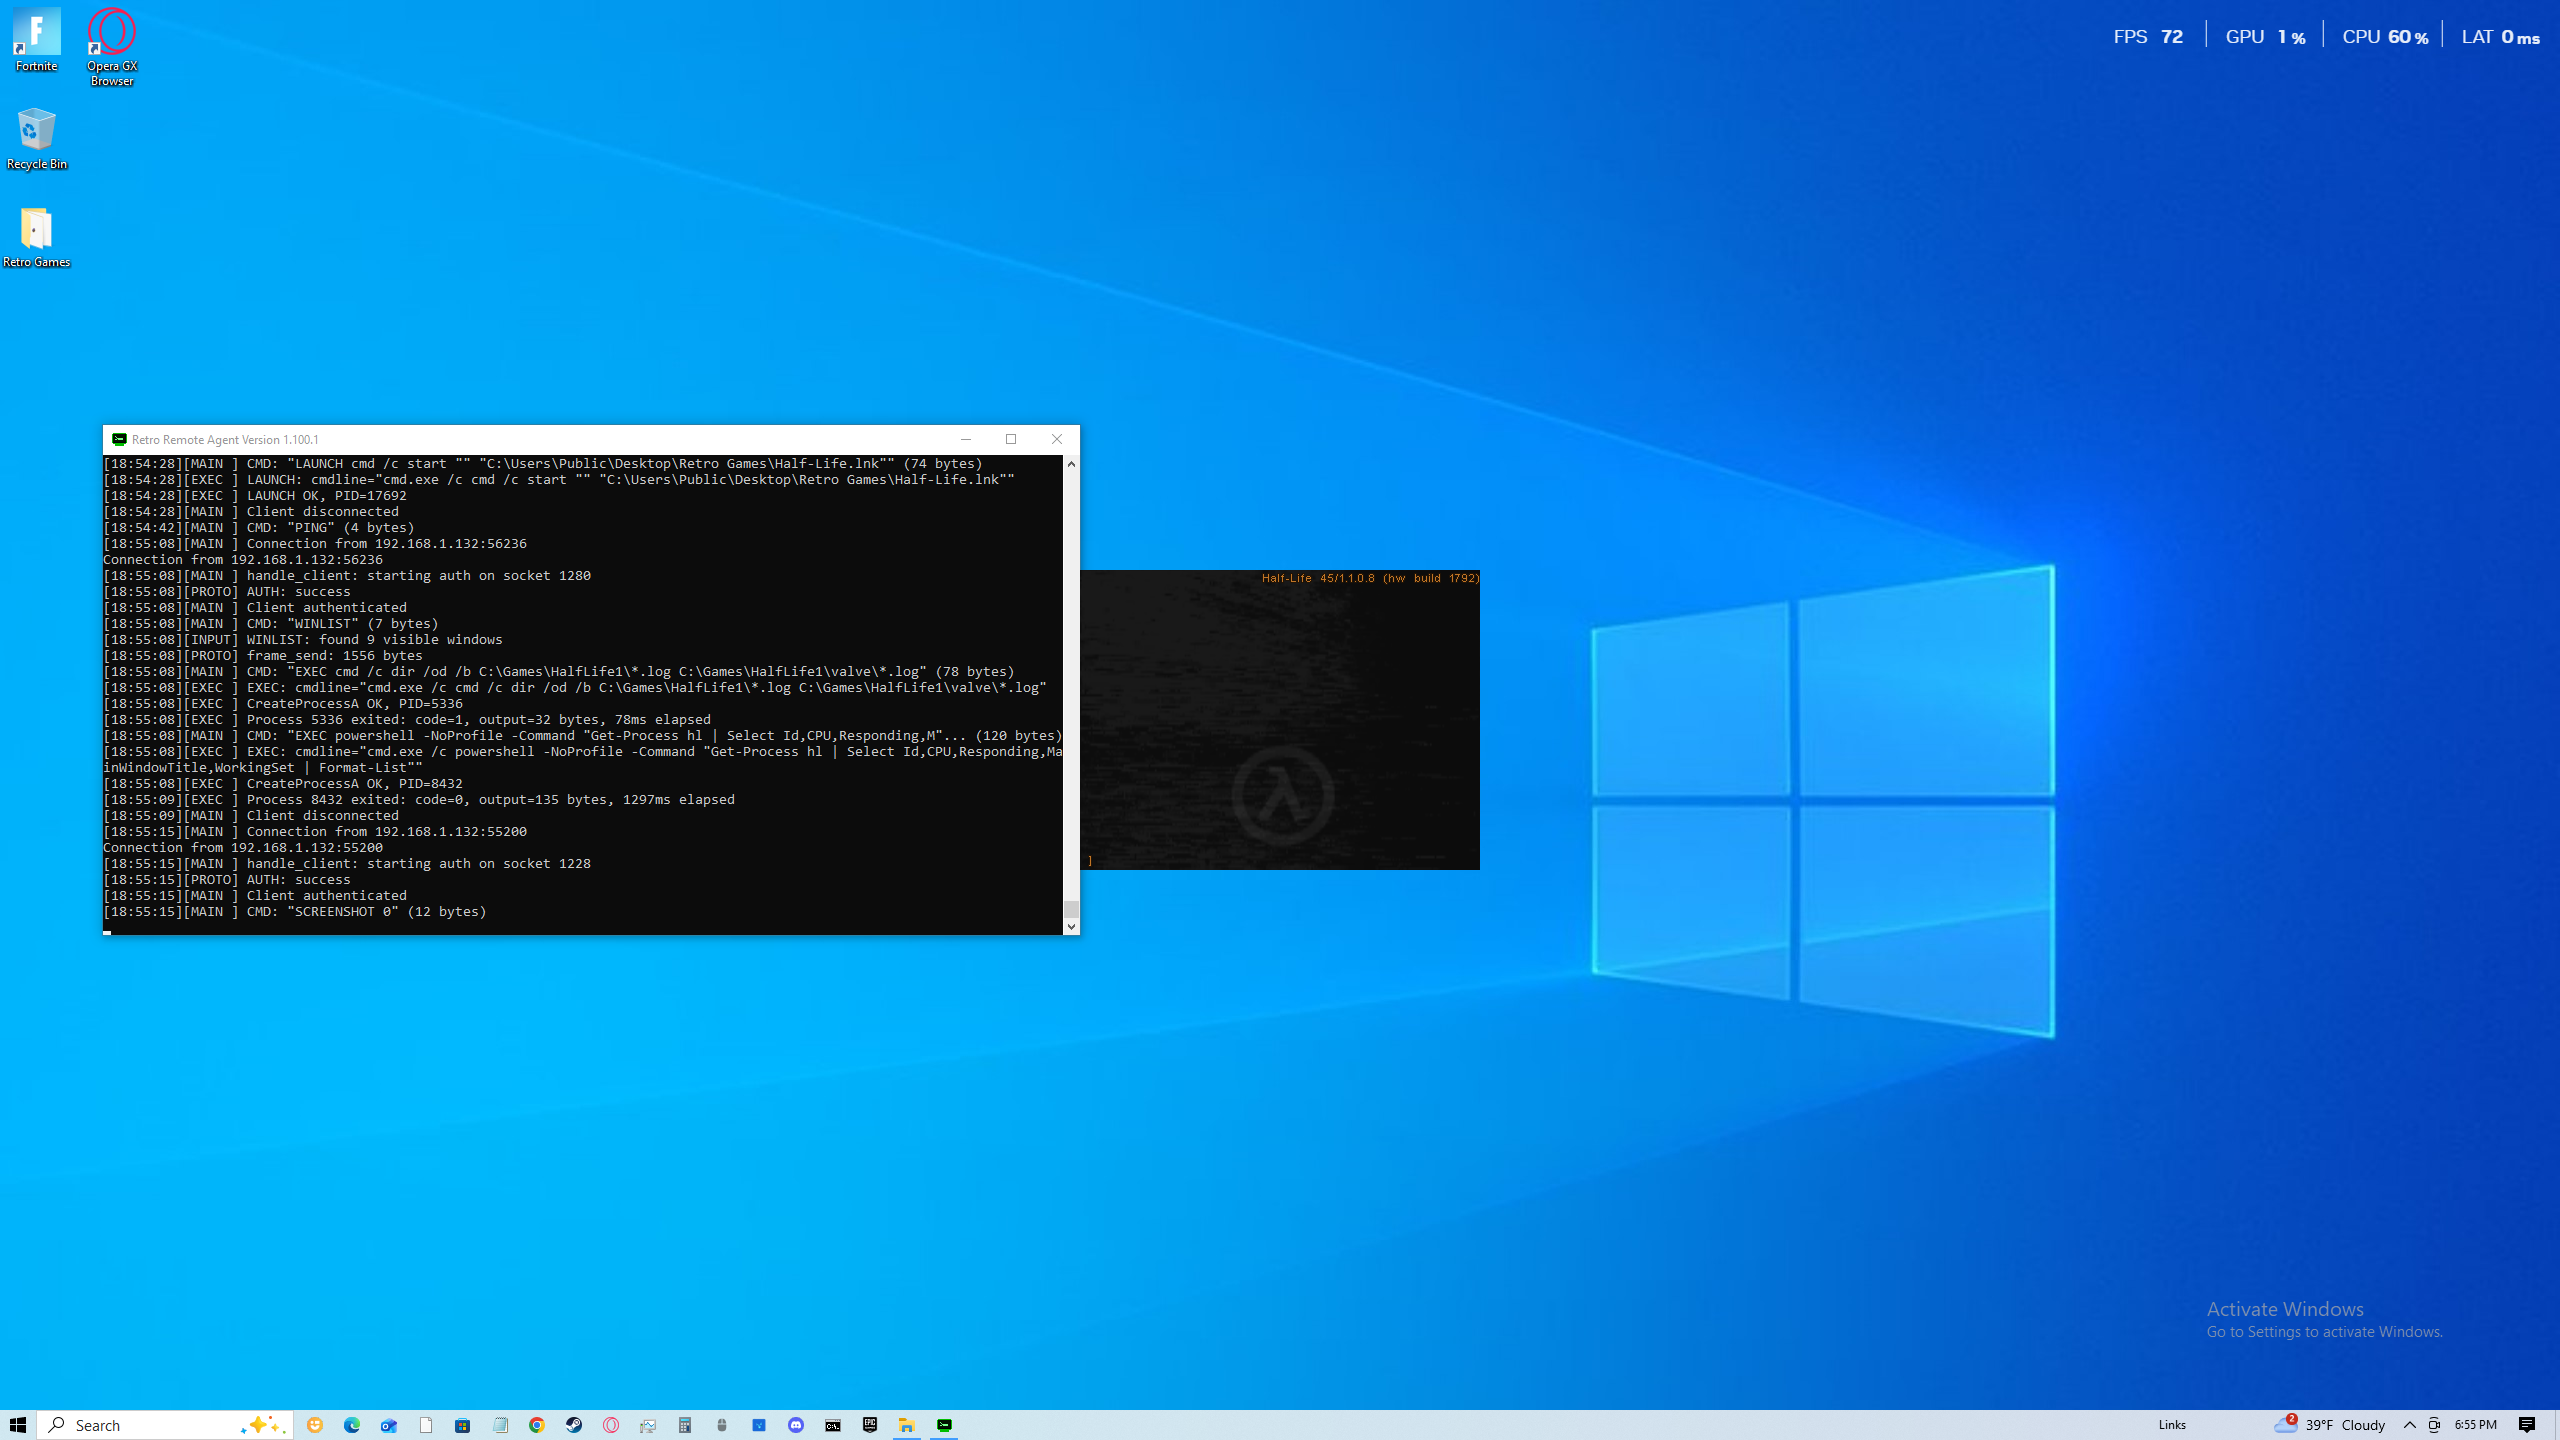 FPS 72 GPU 1 % CPU 60 % LAT 0 ms
Fortnite
Opera GX
Browser
Recycle Bin
Retro Games
Retro Remote Agent Version 1.100.1
[18:54:28][MAIN ] CMD: "LAUNCH cmd /c start "" "C:\Users\Public\Desktop\Retro Games\Half-Life.lnk"" (74 bytes)
[18:54:28][EXEC ] LAUNCH: cmdline="cmd.exe /c cmd /c start "" "C:\Users\Public\Desktop\Retro Games\Half-Life.lnk""
[18:54:28][EXEC ] LAUNCH OK, PID=17692
[18:54:28][MAIN ] Client disconnected
[18:54:42][MAIN ] CMD: "PING" (4 bytes)
[18:55:08][MAIN ] Connection from 192.168.1.132:56236
Connection from 192.168.1.132:56236
[18:55:08][MAIN ] handle_client: starting auth on socket 1280
[18:55:08][PROTO] AUTH: success
[18:55:08][MAIN ] Client authenticated
[18:55:08][MAIN ] CMD: "WINLIST" (7 bytes)
[18:55:08][INPUT] WINLIST: found 9 visible windows
[18:55:08][PROTO] frame_send: 1556 bytes
[18:55:08][MAIN ] CMD: "EXEC cmd /c dir /od /b C:\Games\HalfLife1\*.log C:\Games\HalfLife1\valve\*.log" (78 bytes)
[18:55:08][EXEC ] EXEC: cmdline="cmd.exe /c cmd /c dir /od /b C:\Games\HalfLife1\*.log C:\Games\HalfLife1\valve\*.log"
[18:55:08][EXEC ] CreateProcessA OK, PID=5336
[18:55:08][EXEC ] Process 5336 exited: code=1, output=32 bytes, 78ms elapsed
[18:55:08][MAIN ] CMD: "EXEC powershell -NoProfile -Command "Get-Process hl | Select Id,CPU,Responding,M"... (120 bytes)
[18:55:08][EXEC ] EXEC: cmdline="cmd.exe /c powershell -NoProfile -Command "Get-Process hl | Select Id,CPU,Responding,Ma
inWindowTitle,WorkingSet | Format-List""
[18:55:08][EXEC ] CreateProcessA OK, PID=8432
[18:55:09][EXEC ] Process 8432 exited: code=0, output=135 bytes, 1297ms elapsed
[18:55:09][MAIN ] Client disconnected
[18:55:15][MAIN ] Connection from 192.168.1.132:55200
Connection from 192.168.1.132:55200
[18:55:15][MAIN ] handle_client: starting auth on socket 1228
[18:55:15][PROTO] AUTH: success
[18:55:15][MAIN ] Client authenticated
[18:55:15][MAIN ] CMD: "SCREENSHOT 0" (12 bytes)
Half-Life 45/1.1.0.8 (hw build 1792)
]
Activate Windows
Go to Settings to activate Windows.
Search
EPIC
Links
2
39°F Cloudy
6:55 PM